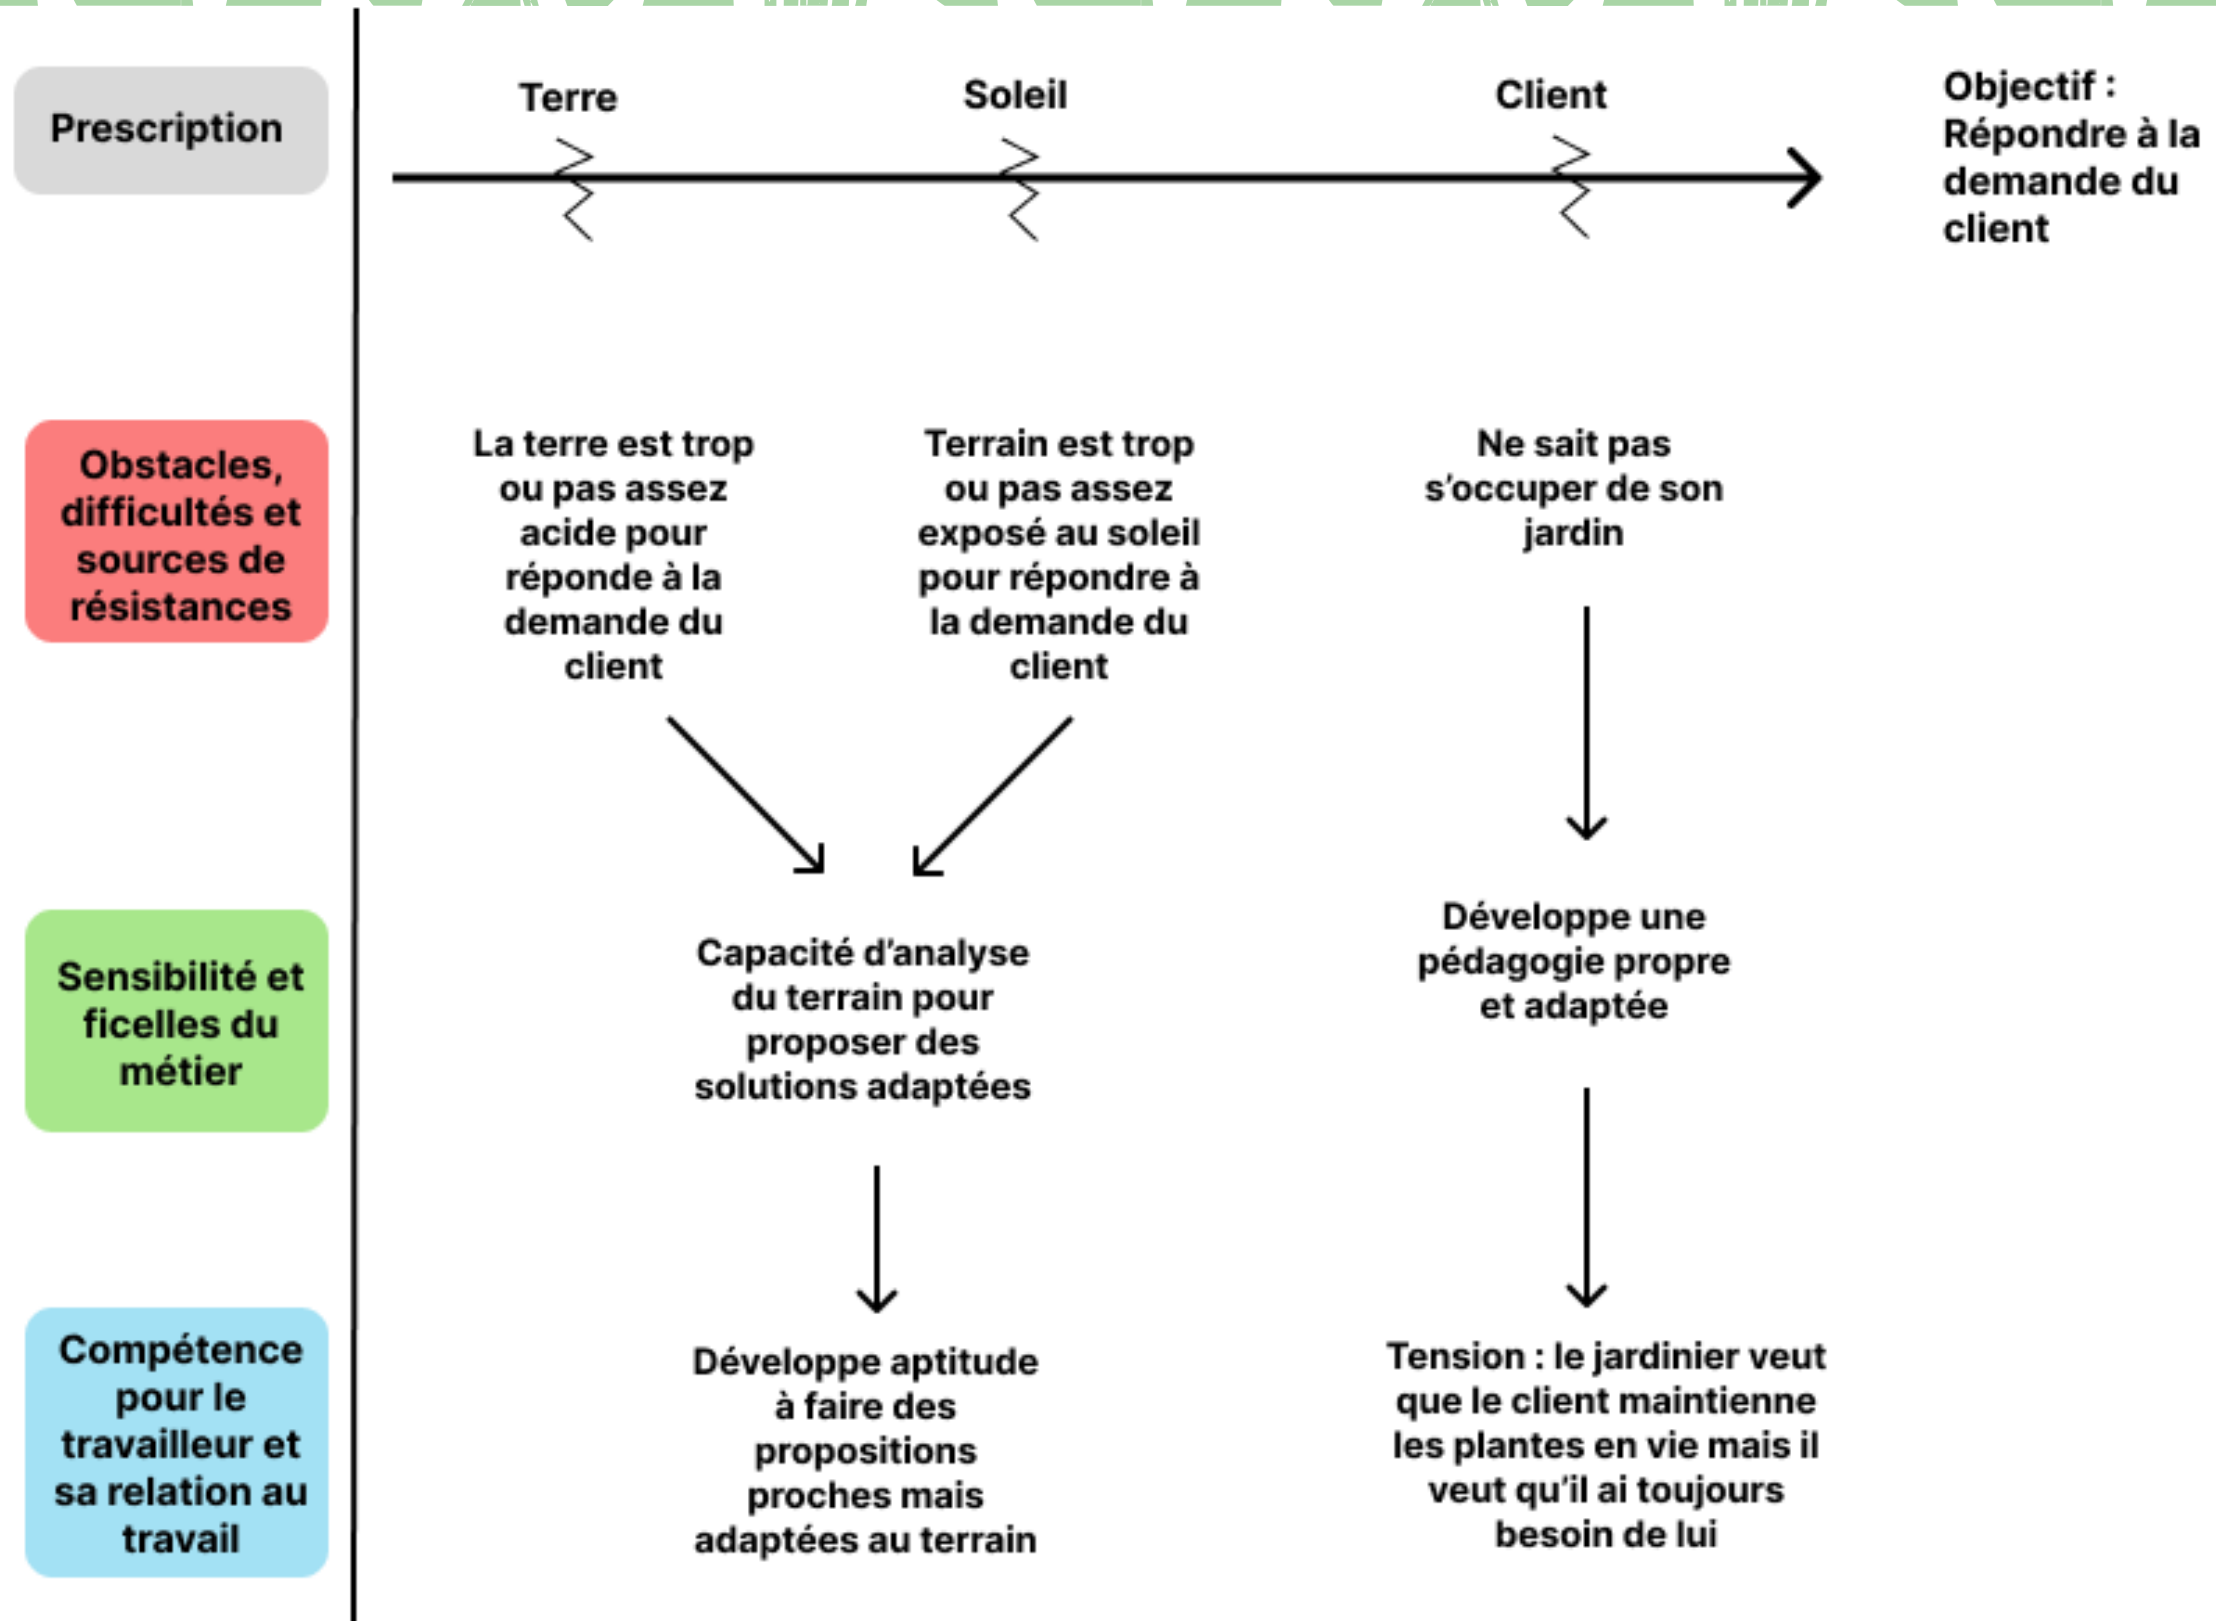 Prescription
Terre
Soleil
Client
Objectif :
Répondre à la
demande du
client
Obstacles,
difficultés et
sources de
résistances
La terre est trop
ou pas assez
acide pour
réponde à la
demande du
client
Terrain est trop
ou pas assez
exposé au soleil
pour répondre à
la demande du
client
Ne sait pas
s’occuper de son
jardin
Sensibilité et
ficelles du
métier
Capacité d’analyse
du terrain pour
proposer des
solutions adaptées
Développe une
pédagogie propre
et adaptée
Compétence
pour le
travailleur et
sa relation au
travail
Développe aptitude
à faire des
propositions
proches mais
adaptées au terrain
Tension : le jardinier veut
que le client maintienne
les plantes en vie mais il
veut qu’il ai toujours
besoin de lui